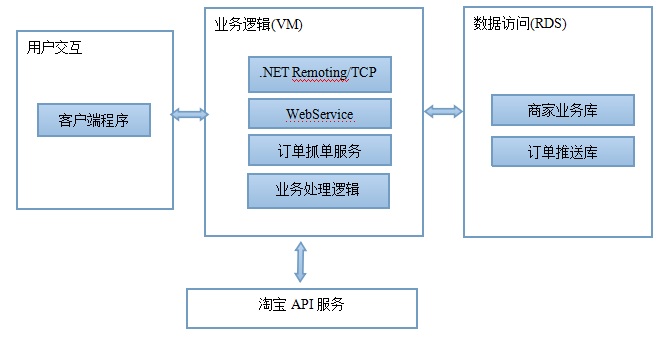 用户交互
客户端程序
业务逻辑(VM)
.NET Remoting/TCP
WebService
订单抓单服务
业务处理逻辑
数据访问(RDS)
商家业务库
订单推送库
淘宝 API 服务